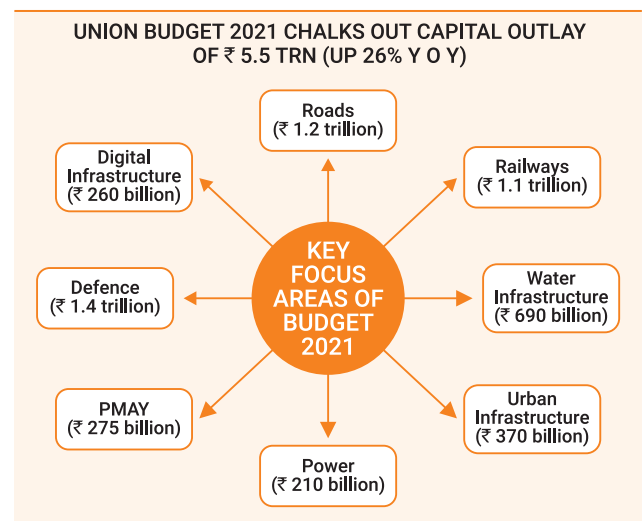 UNION BUDGET 2021 CHALKS OUT CAPITAL OUTLAY
OF ₹ 5.5 TRN (UP 26% Y O Y)
Roads
(₹ 1.2 trillion)
Railways
(₹ 1.1 trillion)
Water
Infrastructure
(₹ 690 billion)
Urban
Infrastructure
(₹ 370 billion)
Power
(₹ 210 billion)
PMAY
(₹ 275 billion)
Defence
(₹ 1.4 trillion)
Digital
Infrastructure
(₹ 260 billion)
KEY
FOCUS
AREAS OF
BUDGET
2021